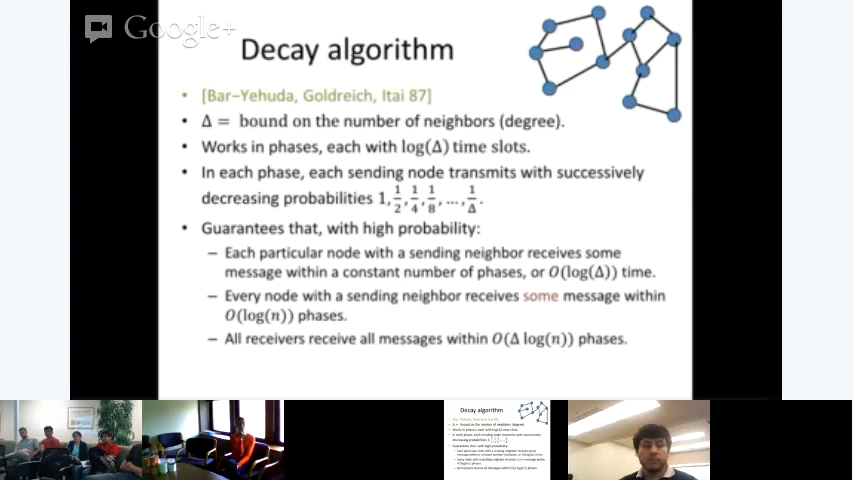 Google+
Decay algorithm
• [Bar–Yehuda, Goldreich, Itai 87]
• Δ = bound on the number of neighbors (degree).
• Works in phases, each with log(Δ) time slots.
• In each phase, each sending node transmits with successively
decreasing probabilities 1, 1/2, 1/4, 1/8, ..., 1/Δ.
• Guarantees that, with high probability:
– Each particular node with a sending neighbor receives some
message within a constant number of phases, or O(log(Δ)) time.
– Every node with a sending neighbor receives some message within
O(log(n)) phases.
– All receivers receive all messages within O(Δ log(n)) phases.
Decay algorithm